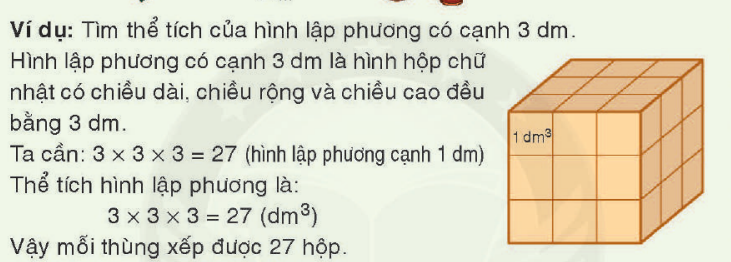 Ví dụ: Tìm thể tích của hình lập phương có cạnh 3 dm.
Hình lập phương có cạnh 3 dm là hình hộp chữ
nhật có chiều dài, chiều rộng và chiều cao đều
bằng 3 dm.
Ta cần: 3 × 3 × 3 = 27 (hình lập phương cạnh 1 dm)
Thể tích hình lập phương là:
3 × 3 × 3 = 27 (dm³)
Vậy mỗi thùng xếp được 27 hộp.
1 dm³